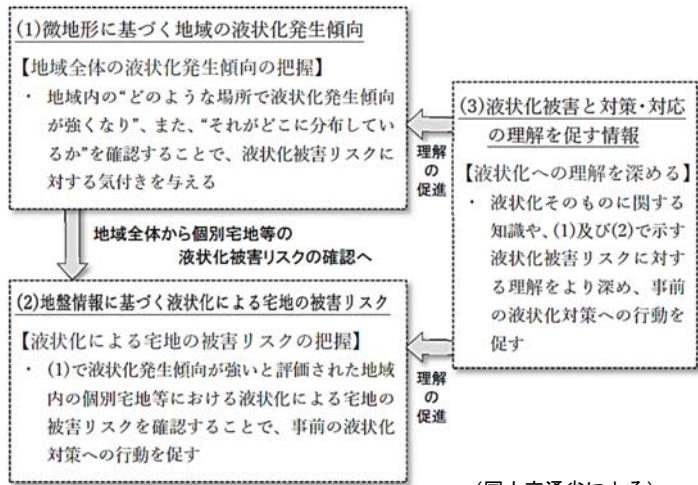 (1)微地形に基づく地域の液状化発生傾向
【地域全体の液状化発生傾向の把握】
・ 地域内の“どのような場所で液状化発生傾向
が強くなり”、また、“それがどこに分布してい
るか”を確認することで、液状化被害リスクに
対する気付きを与える
地域全体から個別宅地等の
液状化被害リスクの確認へ
(2)地盤情報に基づく液状化による宅地の被害リスク
【液状化による宅地の被害リスクの把握】
・ (1)で液状化発生傾向が強いと評価された地域
内の個別宅地等における液状化による宅地の
被害リスクを確認することで、事前の液状化
対策への行動を促す
理解
の
促進
(3)液状化被害と対策・対応
の理解を促す情報
【液状化への理解を深める】
・ 液状化そのものに関する
知識や、(1)及び(2)で示す
液状化被害リスクに対す
る理解をより深め、事前
の液状化対策への行動を
促す
理解
の
促進
(国土交通省による)